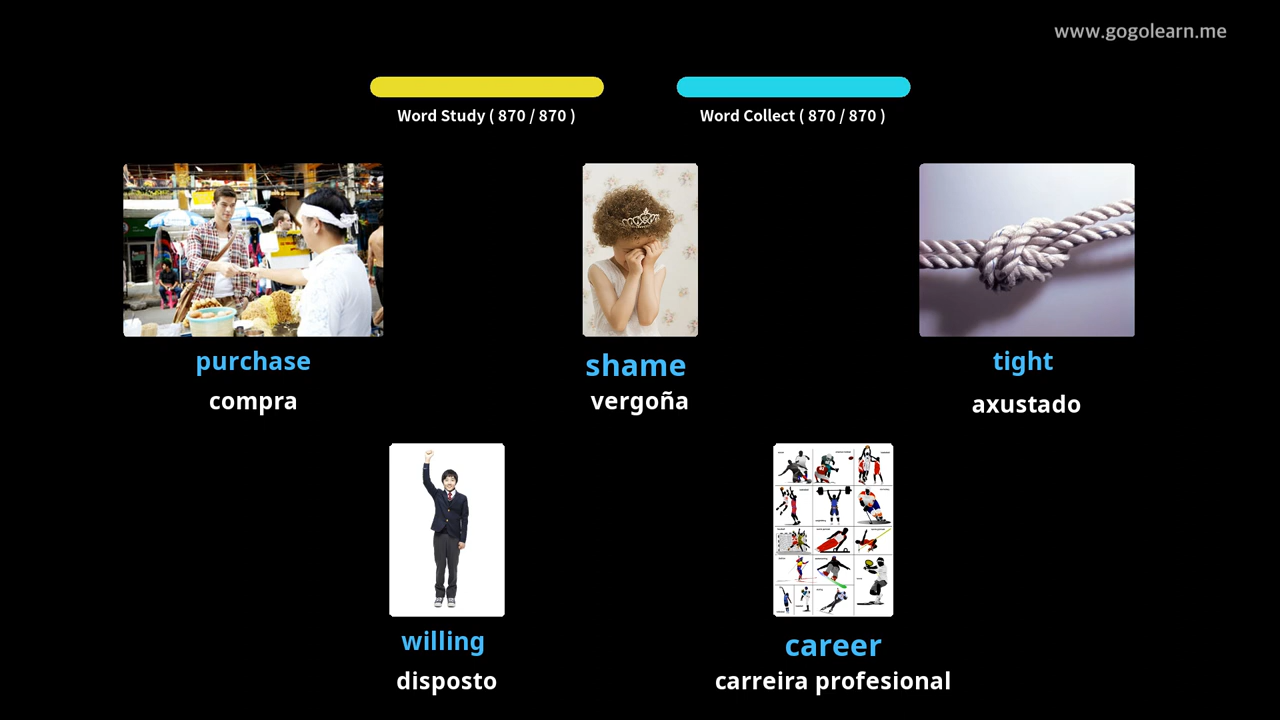 www.gogolearn.me
Word Study ( 870 / 870 )
Word Collect ( 870 / 870 )
purchase
compra
shame
vergoña
tight
axustado
willing
disposto
career
carreira profesional